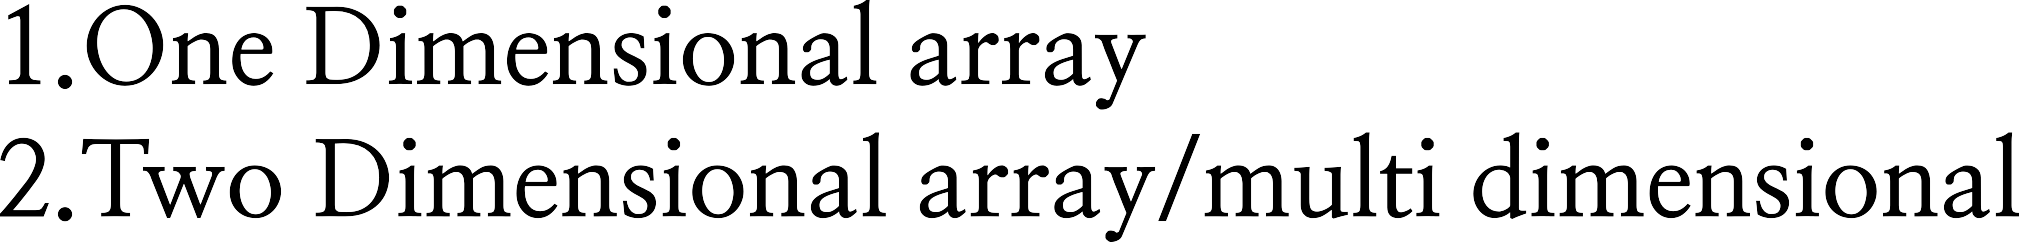 1.One Dimensional array
2.Two Dimensional array/multi dimensional